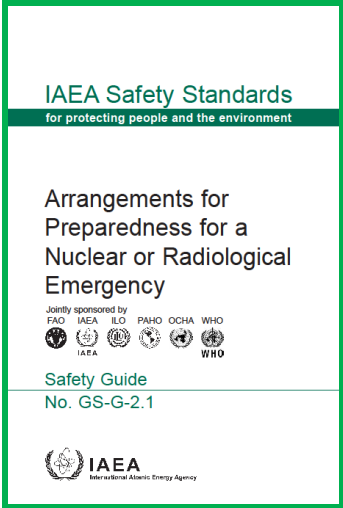 IAEA Safety Standards
for protecting people and the environment
Arrangements for
Preparedness for a
Nuclear or Radiological
Emergency
Jointly sponsored by
FAO IAEA ILO PAHO OCHA WHO
IAEA WHO
Safety Guide
No. GS-G-2.1
IAEA
International Atomic Energy Agency